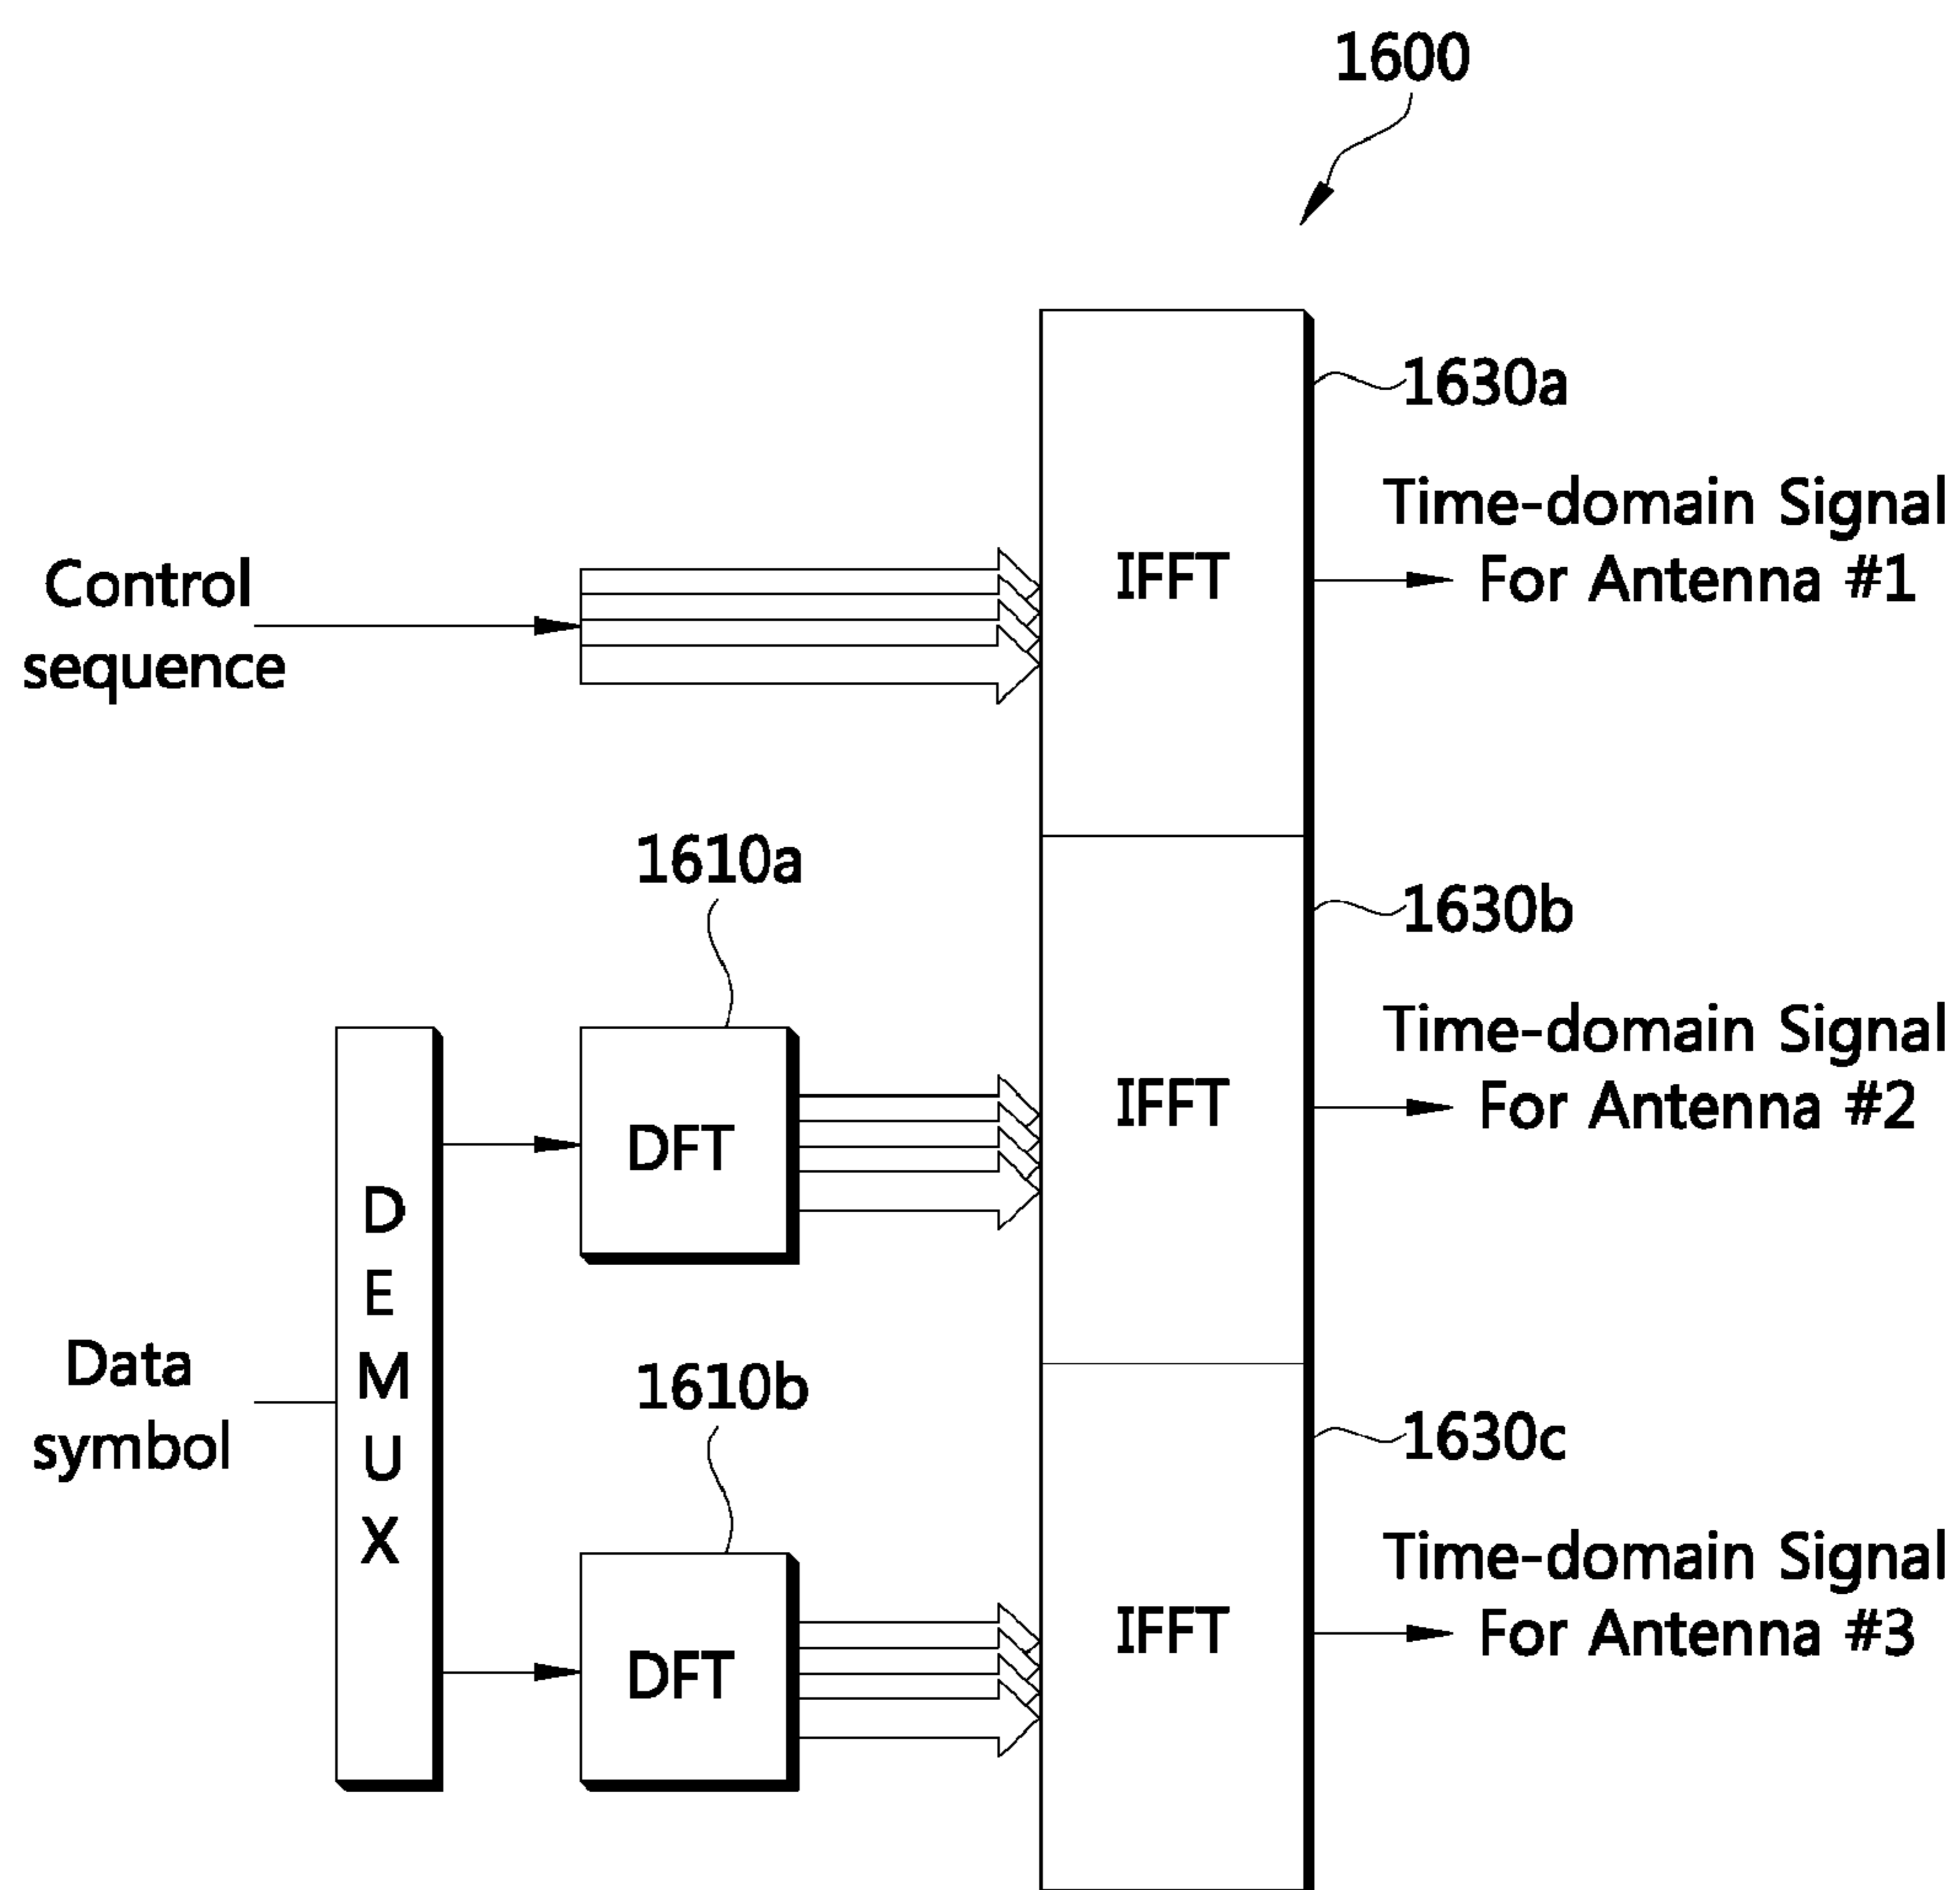 1600
1630a
Time-domain Signal
For Antenna #1
IFFT
Control
sequence
1610a
1630b
Time-domain Signal
For Antenna #2
IFFT
DFT
DEMUX
Data
symbol
1610b
1630c
Time-domain Signal
For Antenna #3
IFFT
DFT